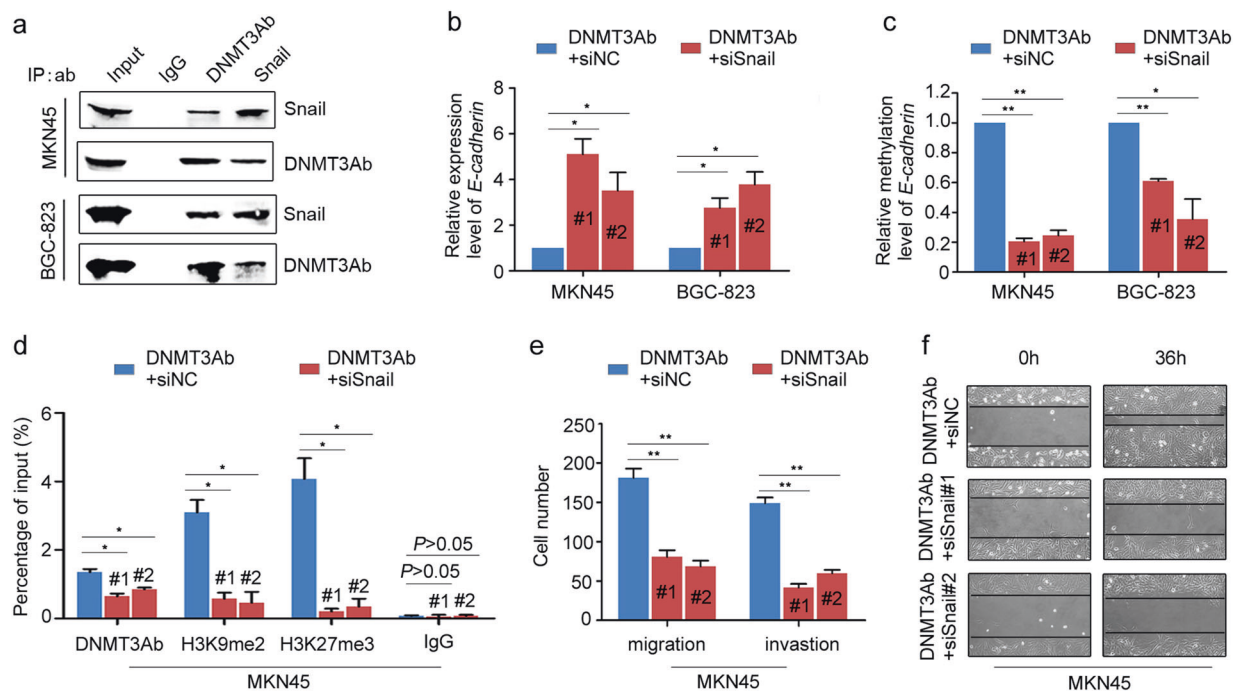 a
IP：ab
Input
IgG
DNMT3Ab
Snail
MKN45
Snail
DNMT3Ab
BGC-823
Snail
DNMT3Ab
b
DNMT3Ab
+siNC
DNMT3Ab
+siSnail
Relative expression
level of E-cadherin
8
6
4
2
0
*
*
*
*
#1
#2
#1
#2
MKN45
BGC-823
c
DNMT3Ab
+siNC
DNMT3Ab
+siSnail
Relative methylation
level of E-cadherin
1.2
1.0
0.8
0.6
0.4
0.2
0
**
**
*
**
#1
#2
#1
#2
MKN45
BGC-823
d
DNMT3Ab
+siNC
DNMT3Ab
+siSnail
Percentage of input (%)
6
4
2
0
*
*
*
*
*
*
P>0.05
P>0.05
#1
#2
#1
#2
#1
#2
#1
#2
DNMT3Ab
H3K9me2
H3K27me3
IgG
MKN45
e
DNMT3Ab
+siNC
DNMT3Ab
+siSnail
Cell number
250
200
150
100
50
0
**
**
**
**
#1
#2
#1
#2
migration
invastion
MKN45
f
0h
36h
DNMT3Ab
+siNC
DNMT3Ab
+siSnail#1
DNMT3Ab
+siSnail#2
MKN45